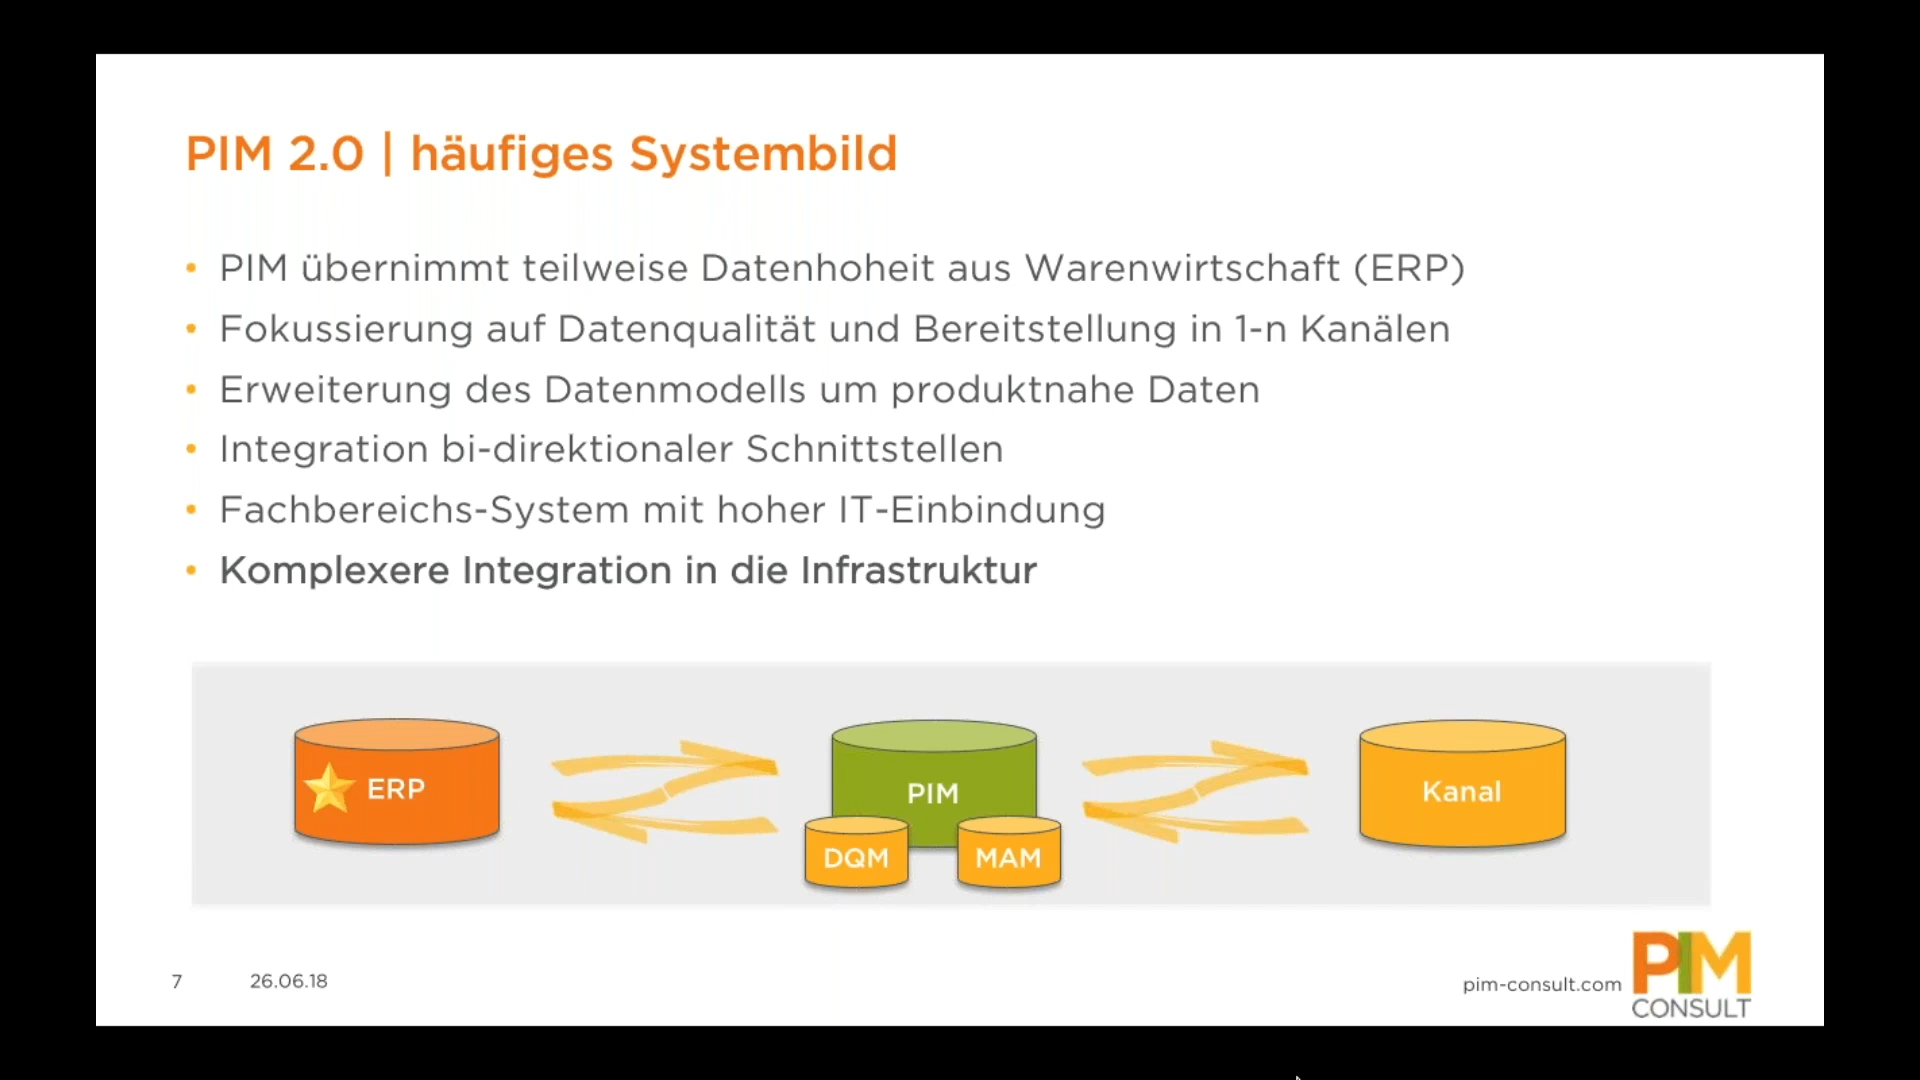 PIM 2.0 | häufiges Systembild
• PIM übernimmt teilweise Datenhoheit aus Warenwirtschaft (ERP)
• Fokussierung auf Datenqualität und Bereitstellung in 1-n Kanälen
• Erweiterung des Datenmodells um produktnahe Daten
• Integration bi-direktionaler Schnittstellen
• Fachbereichs-System mit hoher IT-Einbindung
• Komplexere Integration in die Infrastruktur
ERP
PIM
Kanal
DQM
MAM
7
26.06.18
pim-consult.com
PIM
CONSULT